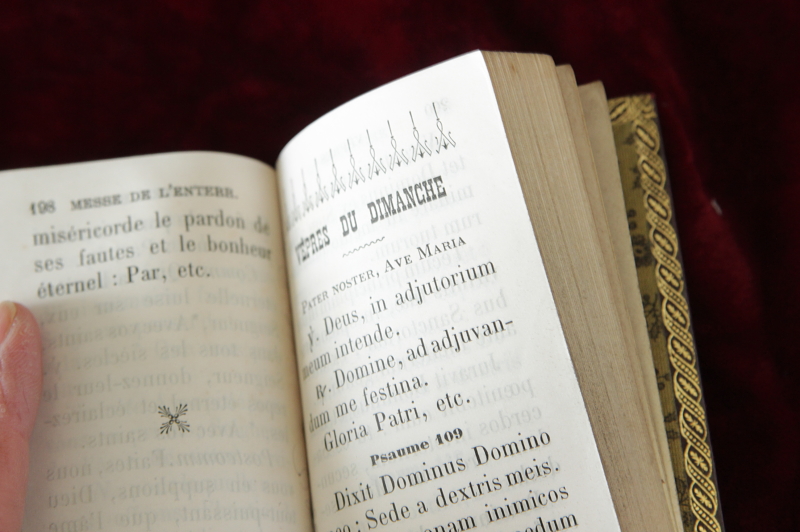 198 MESSE DE L'ENTERR.
miséricorde le pardon de
ses fautes et le bonheur
éternel : Par, etc.
VÊPRES DU DIMANCHE
PATER NOSTER, AVE MARIA
℣. Deus, in adjutorium
meum intende.
℟. Domine, ad adjuvan-
dum me festina.
Gloria Patri, etc.
Psaume 109
Dixit Dominus Domino
: Sede a dextris meis.
inimicos